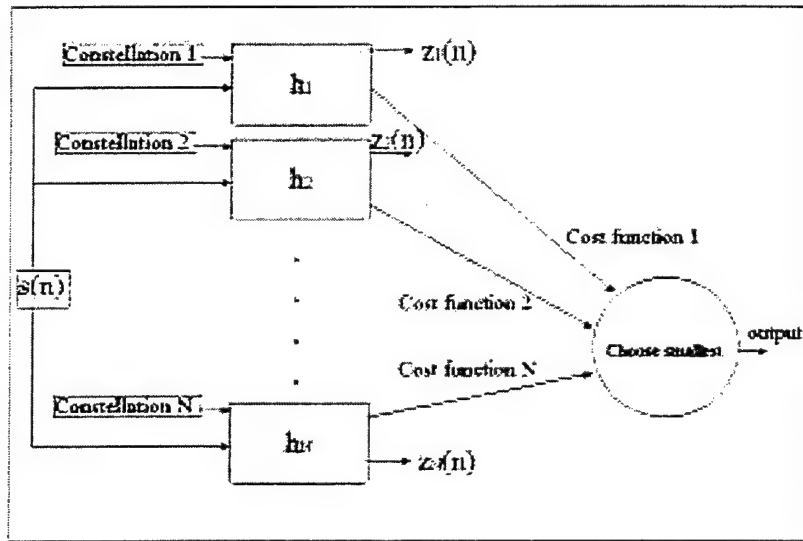 Constellation 1
z1(n)
h1
Constellation 2
z2(n)
h2
Cost function 1
s(n)
Cost function 2
output
Choose smallest
Cost function N
Constellation N
hN
zN(n)